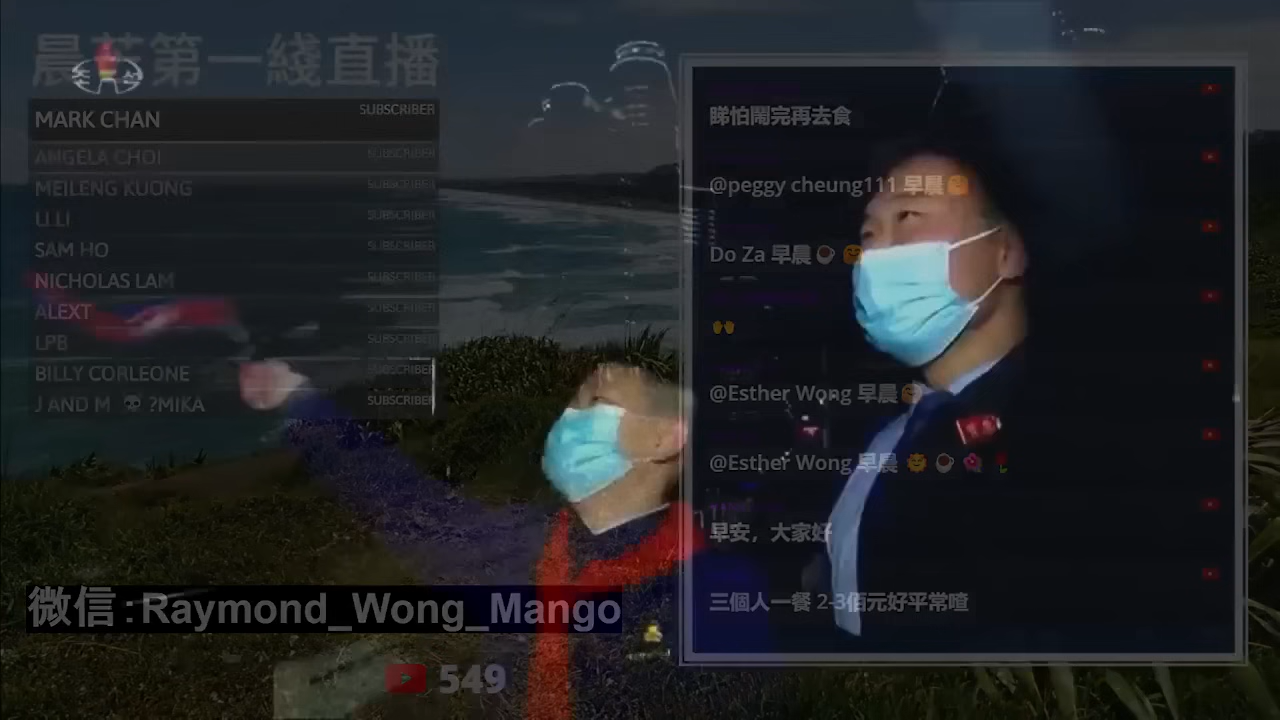 晨荒第一綫直播
MARK CHAN SUBSCRIBER
ANGELA CHOI SUBSCRIBER
MEILENG KUONG SUBSCRIBER
LLLI SUBSCRIBER
SAM HO SUBSCRIBER
NICHOLAS LAM SUBSCRIBER
ALEXT SUBSCRIBER
LPB SUBSCRIBER
BILLY CORLEONE SUBSCRIBER
J AND M 💀 ?MIKA SUBSCRIBER
微信:Raymond_Wong_Mango
549
睇怕鬧完再去食
@peggy cheung111 早晨🤗
Do Za 早晨☕🤗
🙌
@Esther Wong 早晨🤗
@Esther Wong 早晨 🌞 ☕ 🌺 🌹
早安，大家好
三個人一餐 2-3佰元好平常喳